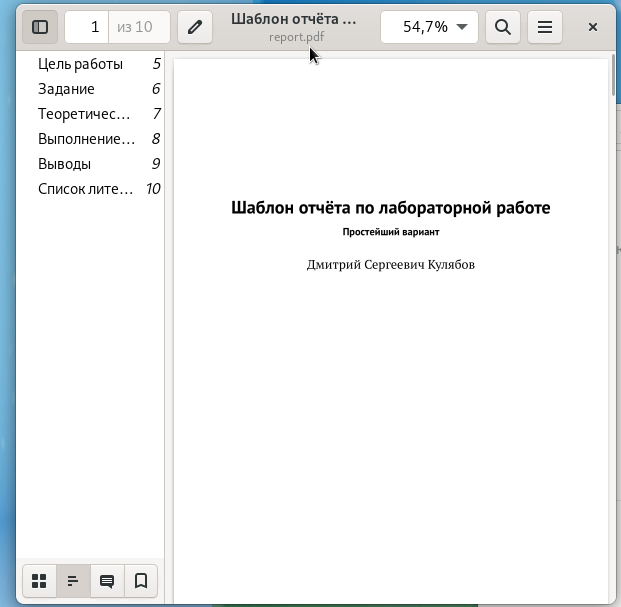 1 из 10
Шаблон отчёта ...
report.pdf
54,7%
Цель работы 5
Задание 6
Теоретичес... 7
Выполнение... 8
Выводы 9
Список лите... 10
Шаблон отчёта по лабораторной работе
Простейший вариант
Дмитрий Сергеевич Кулябов